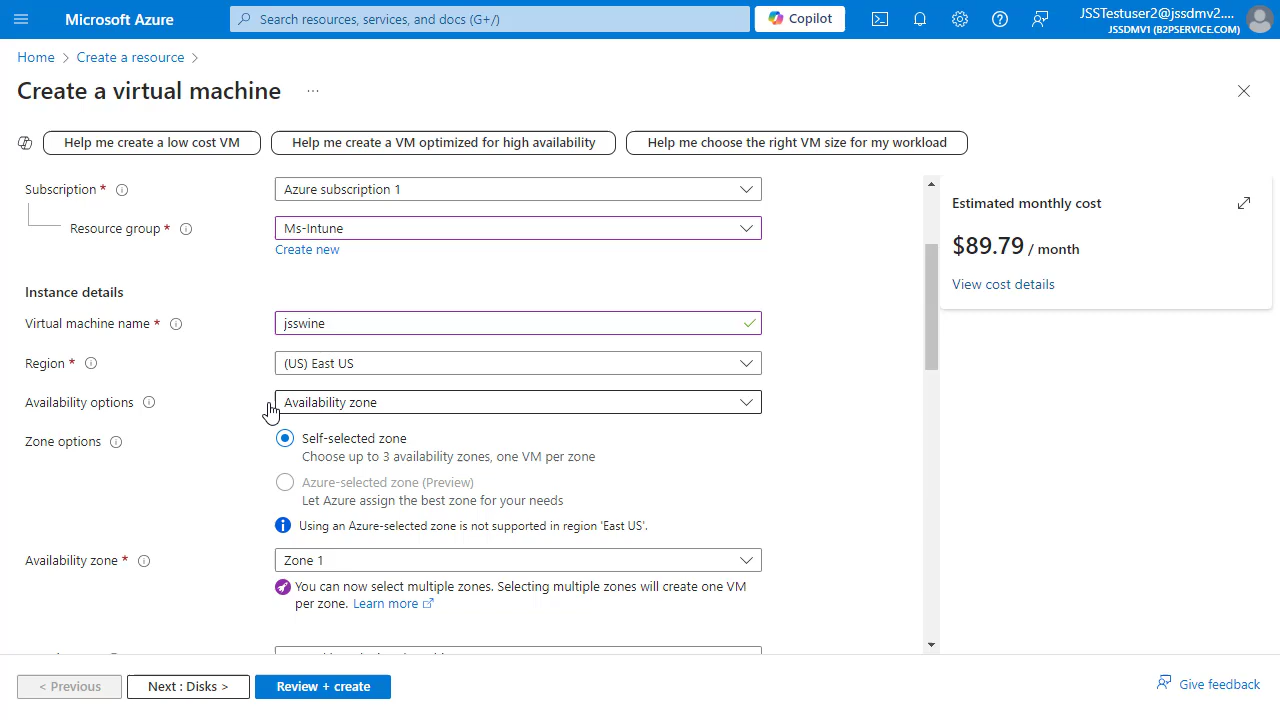 Microsoft Azure
Search resources, services, and docs (G+/)
Copilot
JSSTestuser2@jssdmv2....
JSSDMV1 (B2PSERVICE.COM)
Home > Create a resource >
Create a virtual machine ...
Help me create a low cost VM
Help me create a VM optimized for high availability
Help me choose the right VM size for my workload
Subscription *
Azure subscription 1
Resource group *
Ms-Intune
Create new
Instance details
Virtual machine name *
jsswine
Region *
(US) East US
Availability options
Availability zone
Zone options
Self-selected zone
Choose up to 3 availability zones, one VM per zone
Azure-selected zone (Preview)
Let Azure assign the best zone for your needs
Using an Azure-selected zone is not supported in region 'East US'.
Availability zone *
Zone 1
You can now select multiple zones. Selecting multiple zones will create one VM
per zone. Learn more
Estimated monthly cost
$89.79 / month
View cost details
< Previous
Next : Disks >
Review + create
Give feedback